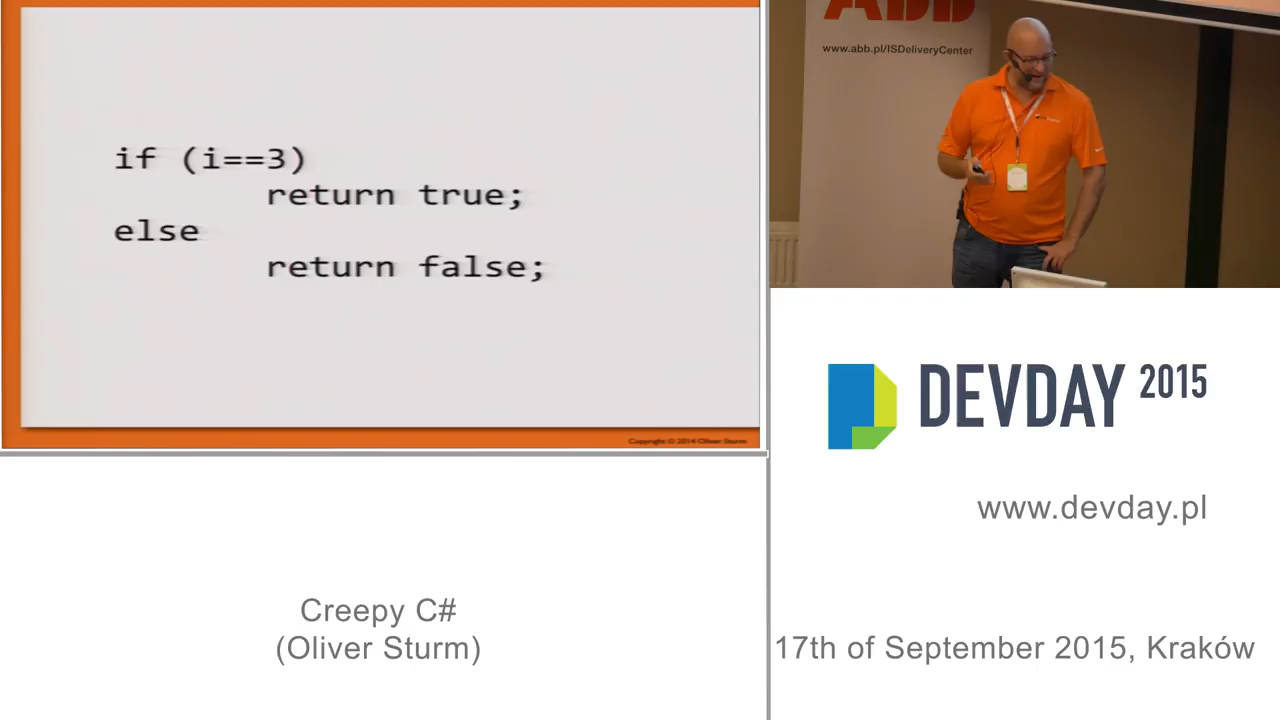 if (i==3)
return true;
else
return false;
Copyright © 2014 Oliver Sturm
ABB
www.abb.pl/ISDeliveryCenter
DEVDAY 2015
www.devday.pl
Creepy C#
(Oliver Sturm)
17th of September 2015, Kraków